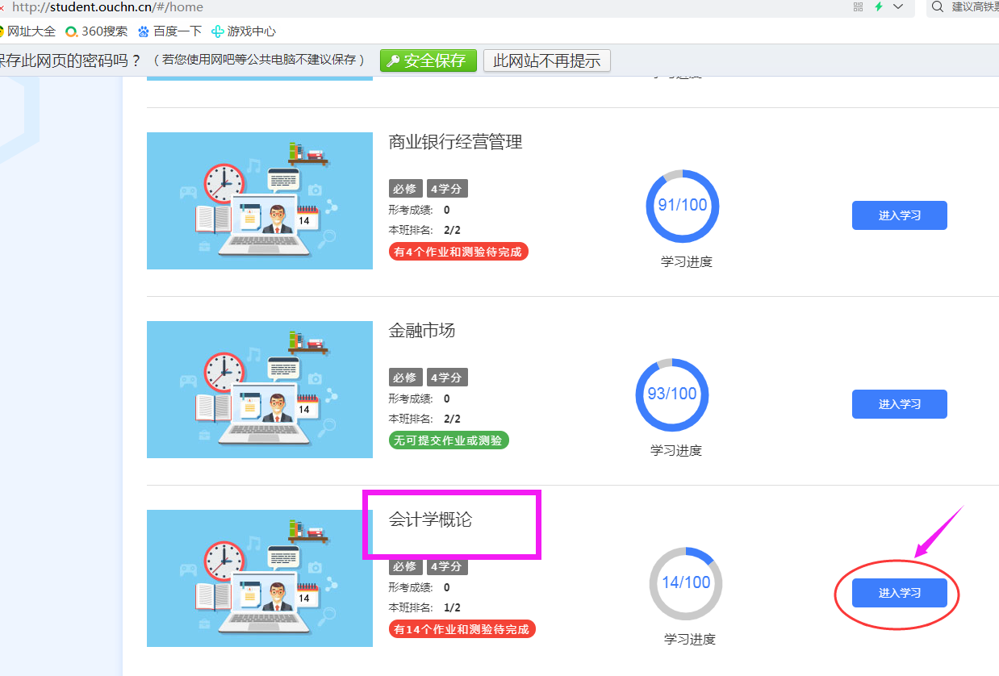 http://student.ouchn.cn/#/home
建议高铁票
网址大全 360搜索 百度一下 游戏中心
保存此网页的密码吗？（若您使用网吧等公共电脑不建议保存） 安全保存 此网站不再提示
学习进度
商业银行经营管理
必修 4学分
形考成绩: 0
本班排名: 2/2
有4个作业和测验待完成
91/100
学习进度
进入学习
14
金融市场
必修 4学分
形考成绩: 0
本班排名: 2/2
无可提交作业或测验
93/100
学习进度
进入学习
14
会计学概论
必修 4学分
形考成绩: 0
本班排名: 1/2
有14个作业和测验待完成
14/100
学习进度
进入学习
14